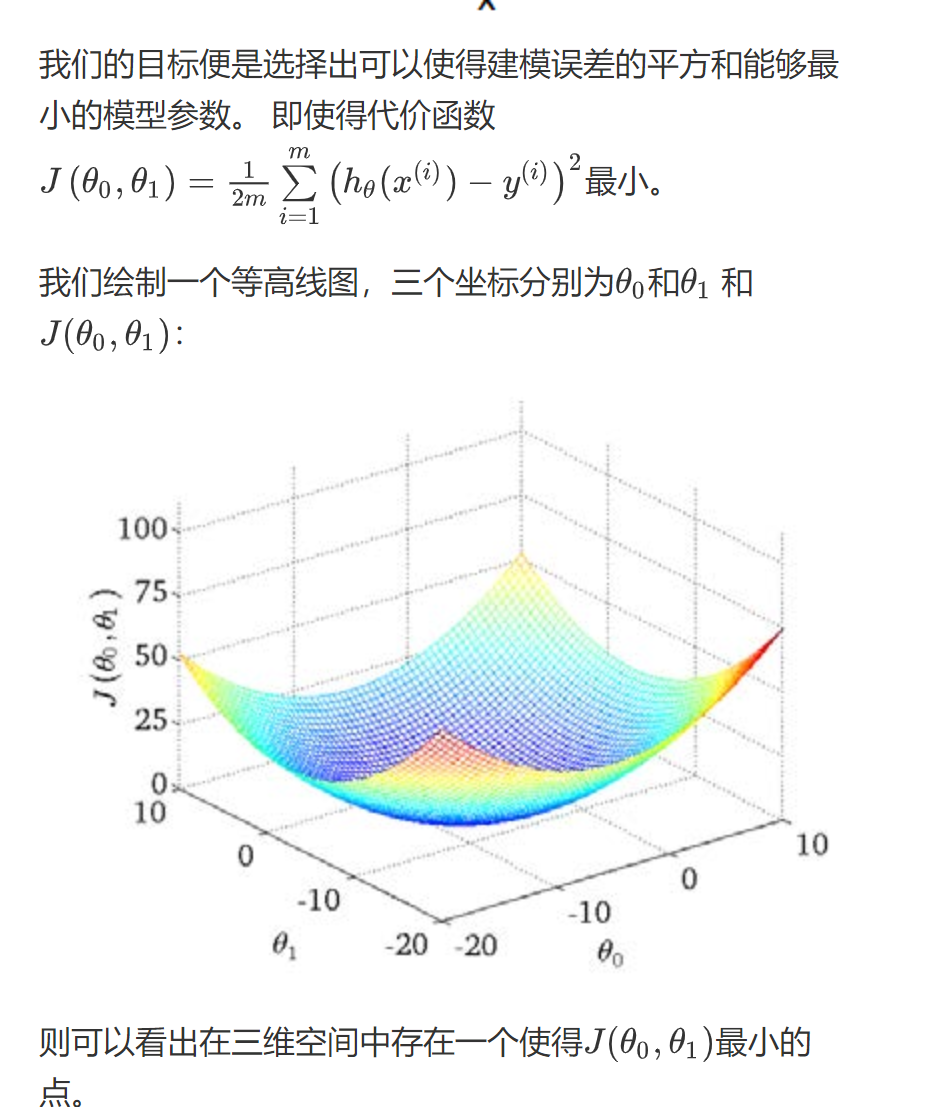 x
我们的目标便是选择出可以使得建模误差的平方和能够最
小的模型参数。 即使得代价函数
J (θ₀, θ₁) = 1/2m ∑ᵢ₌₁ᵐ (h_θ(x⁽ⁱ⁾) − y⁽ⁱ⁾)² 最小。
我们绘制一个等高线图，三个坐标分别为θ₀和θ₁ 和
J(θ₀, θ₁)：
100
75
50
25
0
J(θ₀,θ₁)
10
0
-10
-20
θ₁
-20
-10
0
10
θ₀
则可以看出在三维空间中存在一个使得J(θ₀, θ₁)最小的
点。